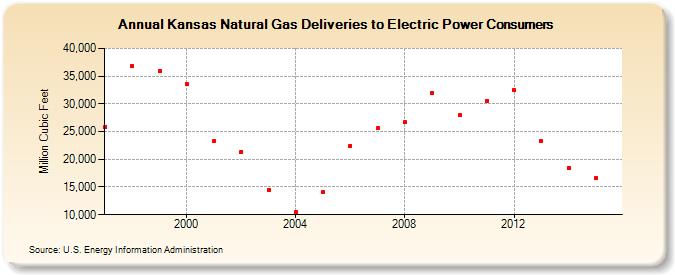 Annual Kansas Natural Gas Deliveries to Electric Power Consumers
Million Cubic Feet
40,000
35,000
30,000
25,000
20,000
15,000
10,000
2000 2004 2008 2012
Source: U.S. Energy Information Administration